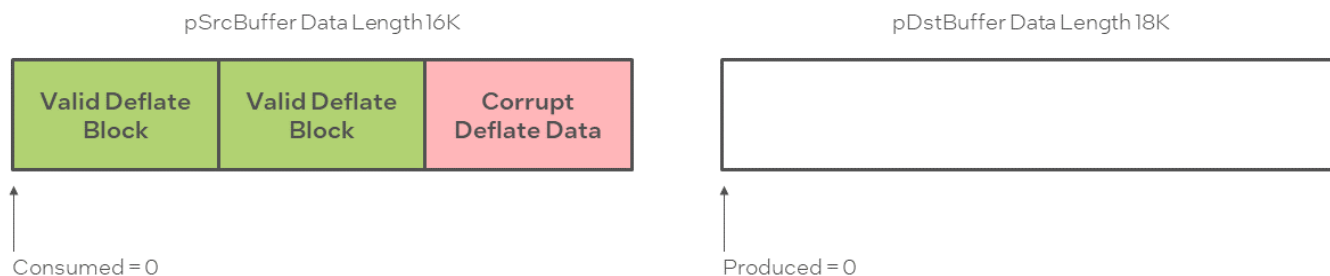 pSrcBuffer Data Length 16K
pDstBuffer Data Length 18K
Valid Deflate
Block
Valid Deflate
Block
Corrupt
Deflate Data
Consumed = 0
Produced = 0